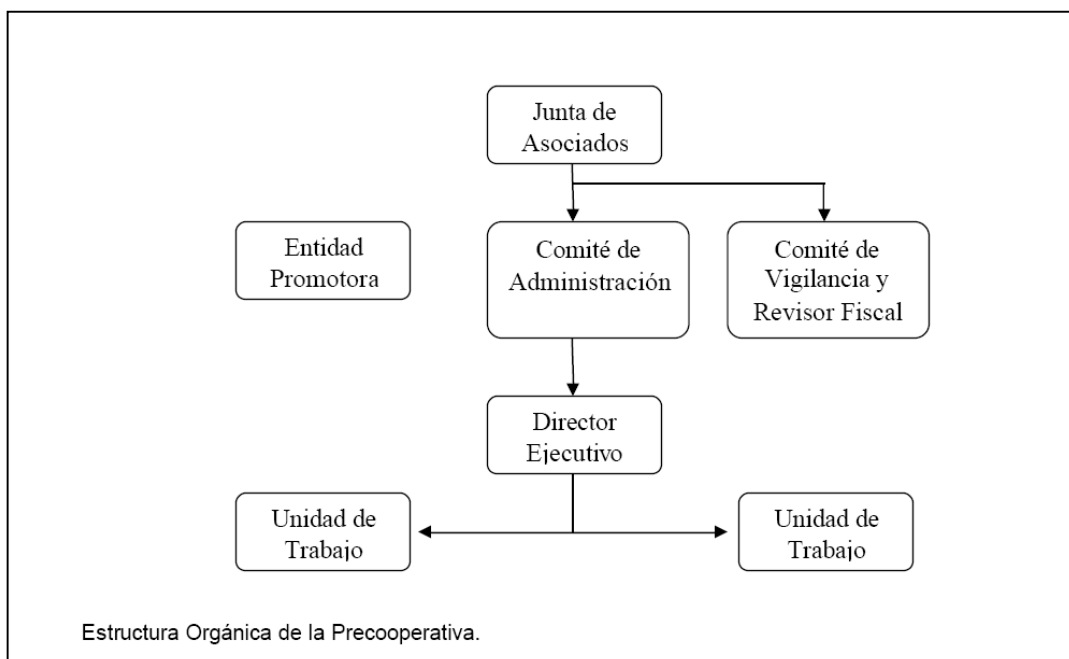 Junta de
Asociados
Entidad
Promotora
Comité de
Administración
Comité de
Vigilancia y
Revisor Fiscal
Director
Ejecutivo
Unidad de
Trabajo
Unidad de
Trabajo
Estructura Orgánica de la Precooperativa.